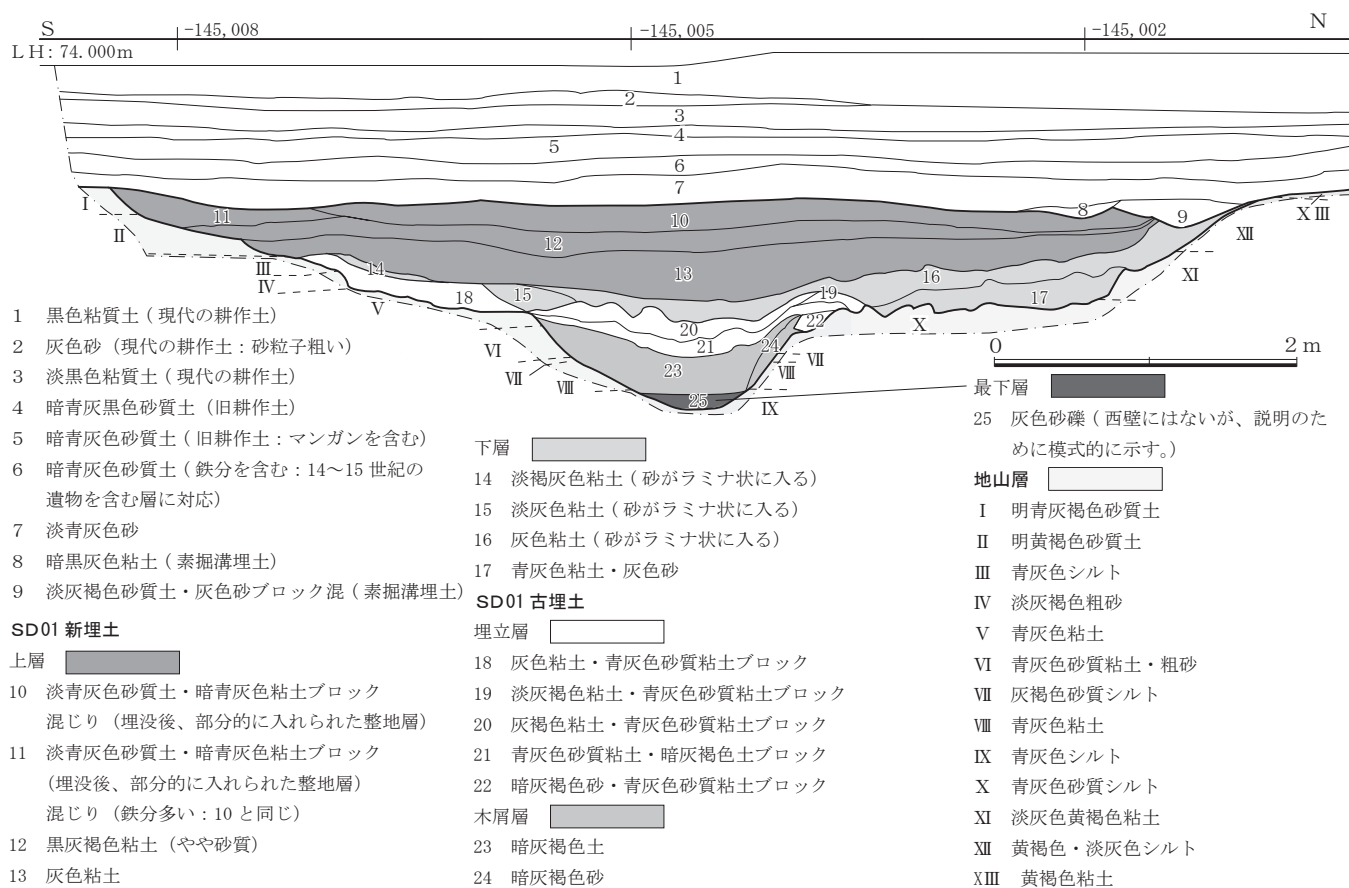 S
-145,008
-145,005
-145,002
N
LH: 74.000m
1
2
3
4
5
6
7
8
9
10
11
12
13
14
15
16
17
18
19
20
21
22
23
24
25
Ⅰ
Ⅱ
Ⅲ
Ⅳ
Ⅴ
Ⅵ
Ⅶ
Ⅷ
Ⅸ
Ⅷ
Ⅶ
Ⅹ
Ⅺ
Ⅻ
ⅩⅢ
0 2 m
1 黒色粘質土 ( 現代の耕作土)
2 灰色砂（現代の耕作土 : 砂粒子粗い）
3 淡黒色粘質土（現代の耕作土）
4 暗青灰黒色砂質土（旧耕作土）
5 暗青灰色砂質土 ( 旧耕作土 : マンガンを含む)
6 暗青灰色砂質土 ( 鉄分を含む : 14～15 世紀の
遺物を含む層に対応）
7 淡青灰色砂
8 暗黒灰色粘土 ( 素掘溝埋土)
9 淡灰褐色砂質土・灰色砂ブロック混 ( 素掘溝埋土)
SD01 新埋土
上層
10 淡青灰色砂質土・暗青灰色粘土ブロック
混じり（埋没後、部分的に入れられた整地層）
11 淡青灰色砂質土・暗青灰色粘土ブロック
（埋没後、部分的に入れられた整地層）
混じり（鉄分多い : 10 と同じ）
12 黒灰褐色粘土（やや砂質）
13 灰色粘土
下層
14 淡褐灰色粘土 ( 砂がラミナ状に入る)
15 淡灰色粘土 ( 砂がラミナ状に入る)
16 灰色粘土 ( 砂がラミナ状に入る)
17 青灰色粘土・灰色砂
SD01 古埋土
埋立層
18 灰色粘土・青灰色砂質粘土ブロック
19 淡灰褐色粘土・青灰色砂質粘土ブロック
20 灰褐色粘土・青灰色砂質粘土ブロック
21 青灰色砂質粘土・暗灰褐色土ブロック
22 暗灰褐色砂・青灰色砂質粘土ブロック
木屑層
23 暗灰褐色土
24 暗灰褐色砂
最下層
25 灰色砂礫 ( 西壁にはないが、説明のた
めに模式的に示す。)
地山層
Ⅰ 明青灰褐色砂質土
Ⅱ 明黄褐色砂質土
Ⅲ 青灰色シルト
Ⅳ 淡灰褐色粗砂
Ⅴ 青灰色粘土
Ⅵ 青灰色砂質粘土・粗砂
Ⅶ 灰褐色砂質シルト
Ⅷ 青灰色粘土
Ⅸ 青灰色シルト
Ⅹ 青灰色砂質シルト
Ⅺ 淡灰色黄褐色粘土
Ⅻ 黄褐色・淡灰色シルト
ⅩⅢ 黄褐色粘土